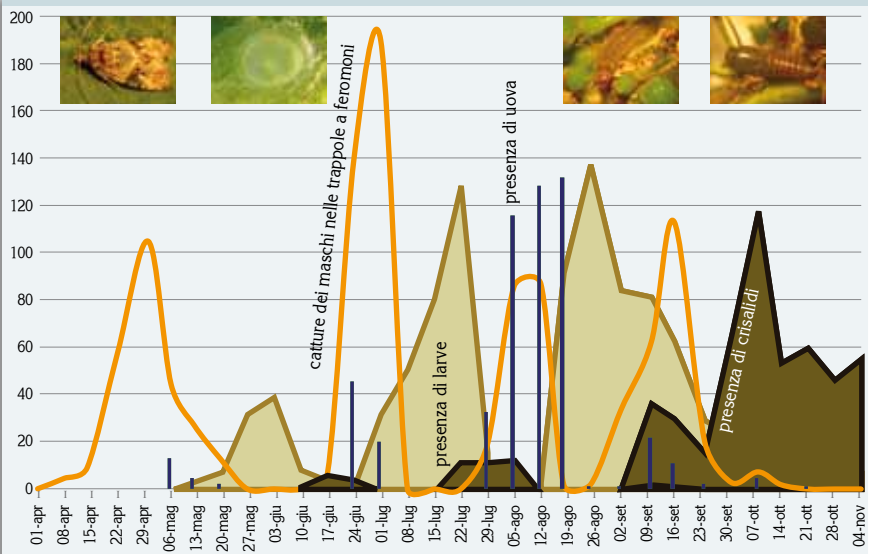 200
180
160
140
120
100
80
60
40
20
0
catture dei maschi nelle trappole a feromoni
presenza di larve
presenza di uova
presenza di crisalidi
01-apr
08-apr
15-apr
22-apr
29-apr
06-mag
13-mag
20-mag
27-mag
03-giu
10-giu
17-giu
24-giu
01-lug
08-lug
15-lug
22-lug
29-lug
05-ago
12-ago
19-ago
26-ago
02-set
09-set
16-set
23-set
30-set
07-ott
14-ott
21-ott
28-ott
04-nov